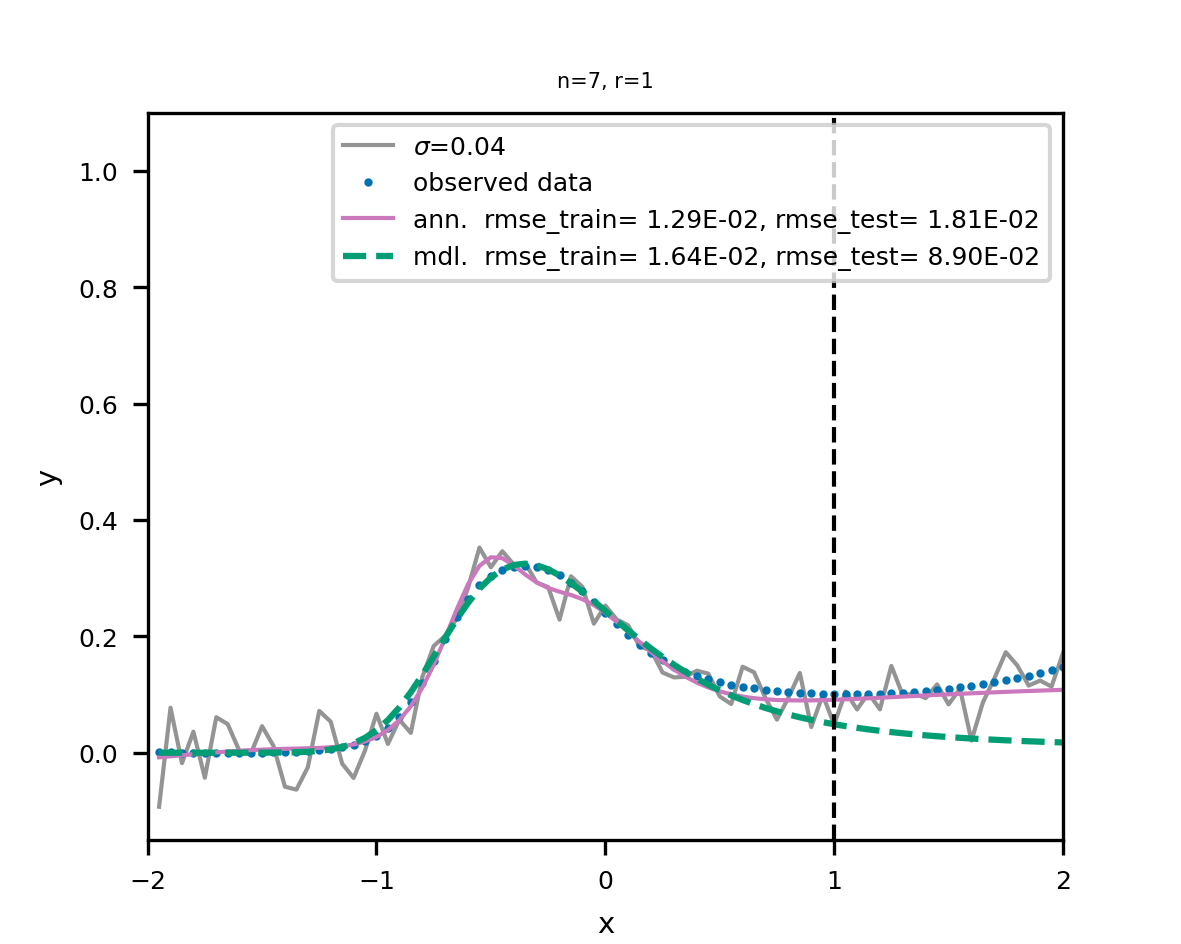 n=7, r=1
σ=0.04
observed data
ann.  rmse_train= 1.29E-02, rmse_test= 1.81E-02
mdl.  rmse_train= 1.64E-02, rmse_test= 8.90E-02
1.0
0.8
0.6
0.4
0.2
0.0
y
−2
−1
0
1
2
x